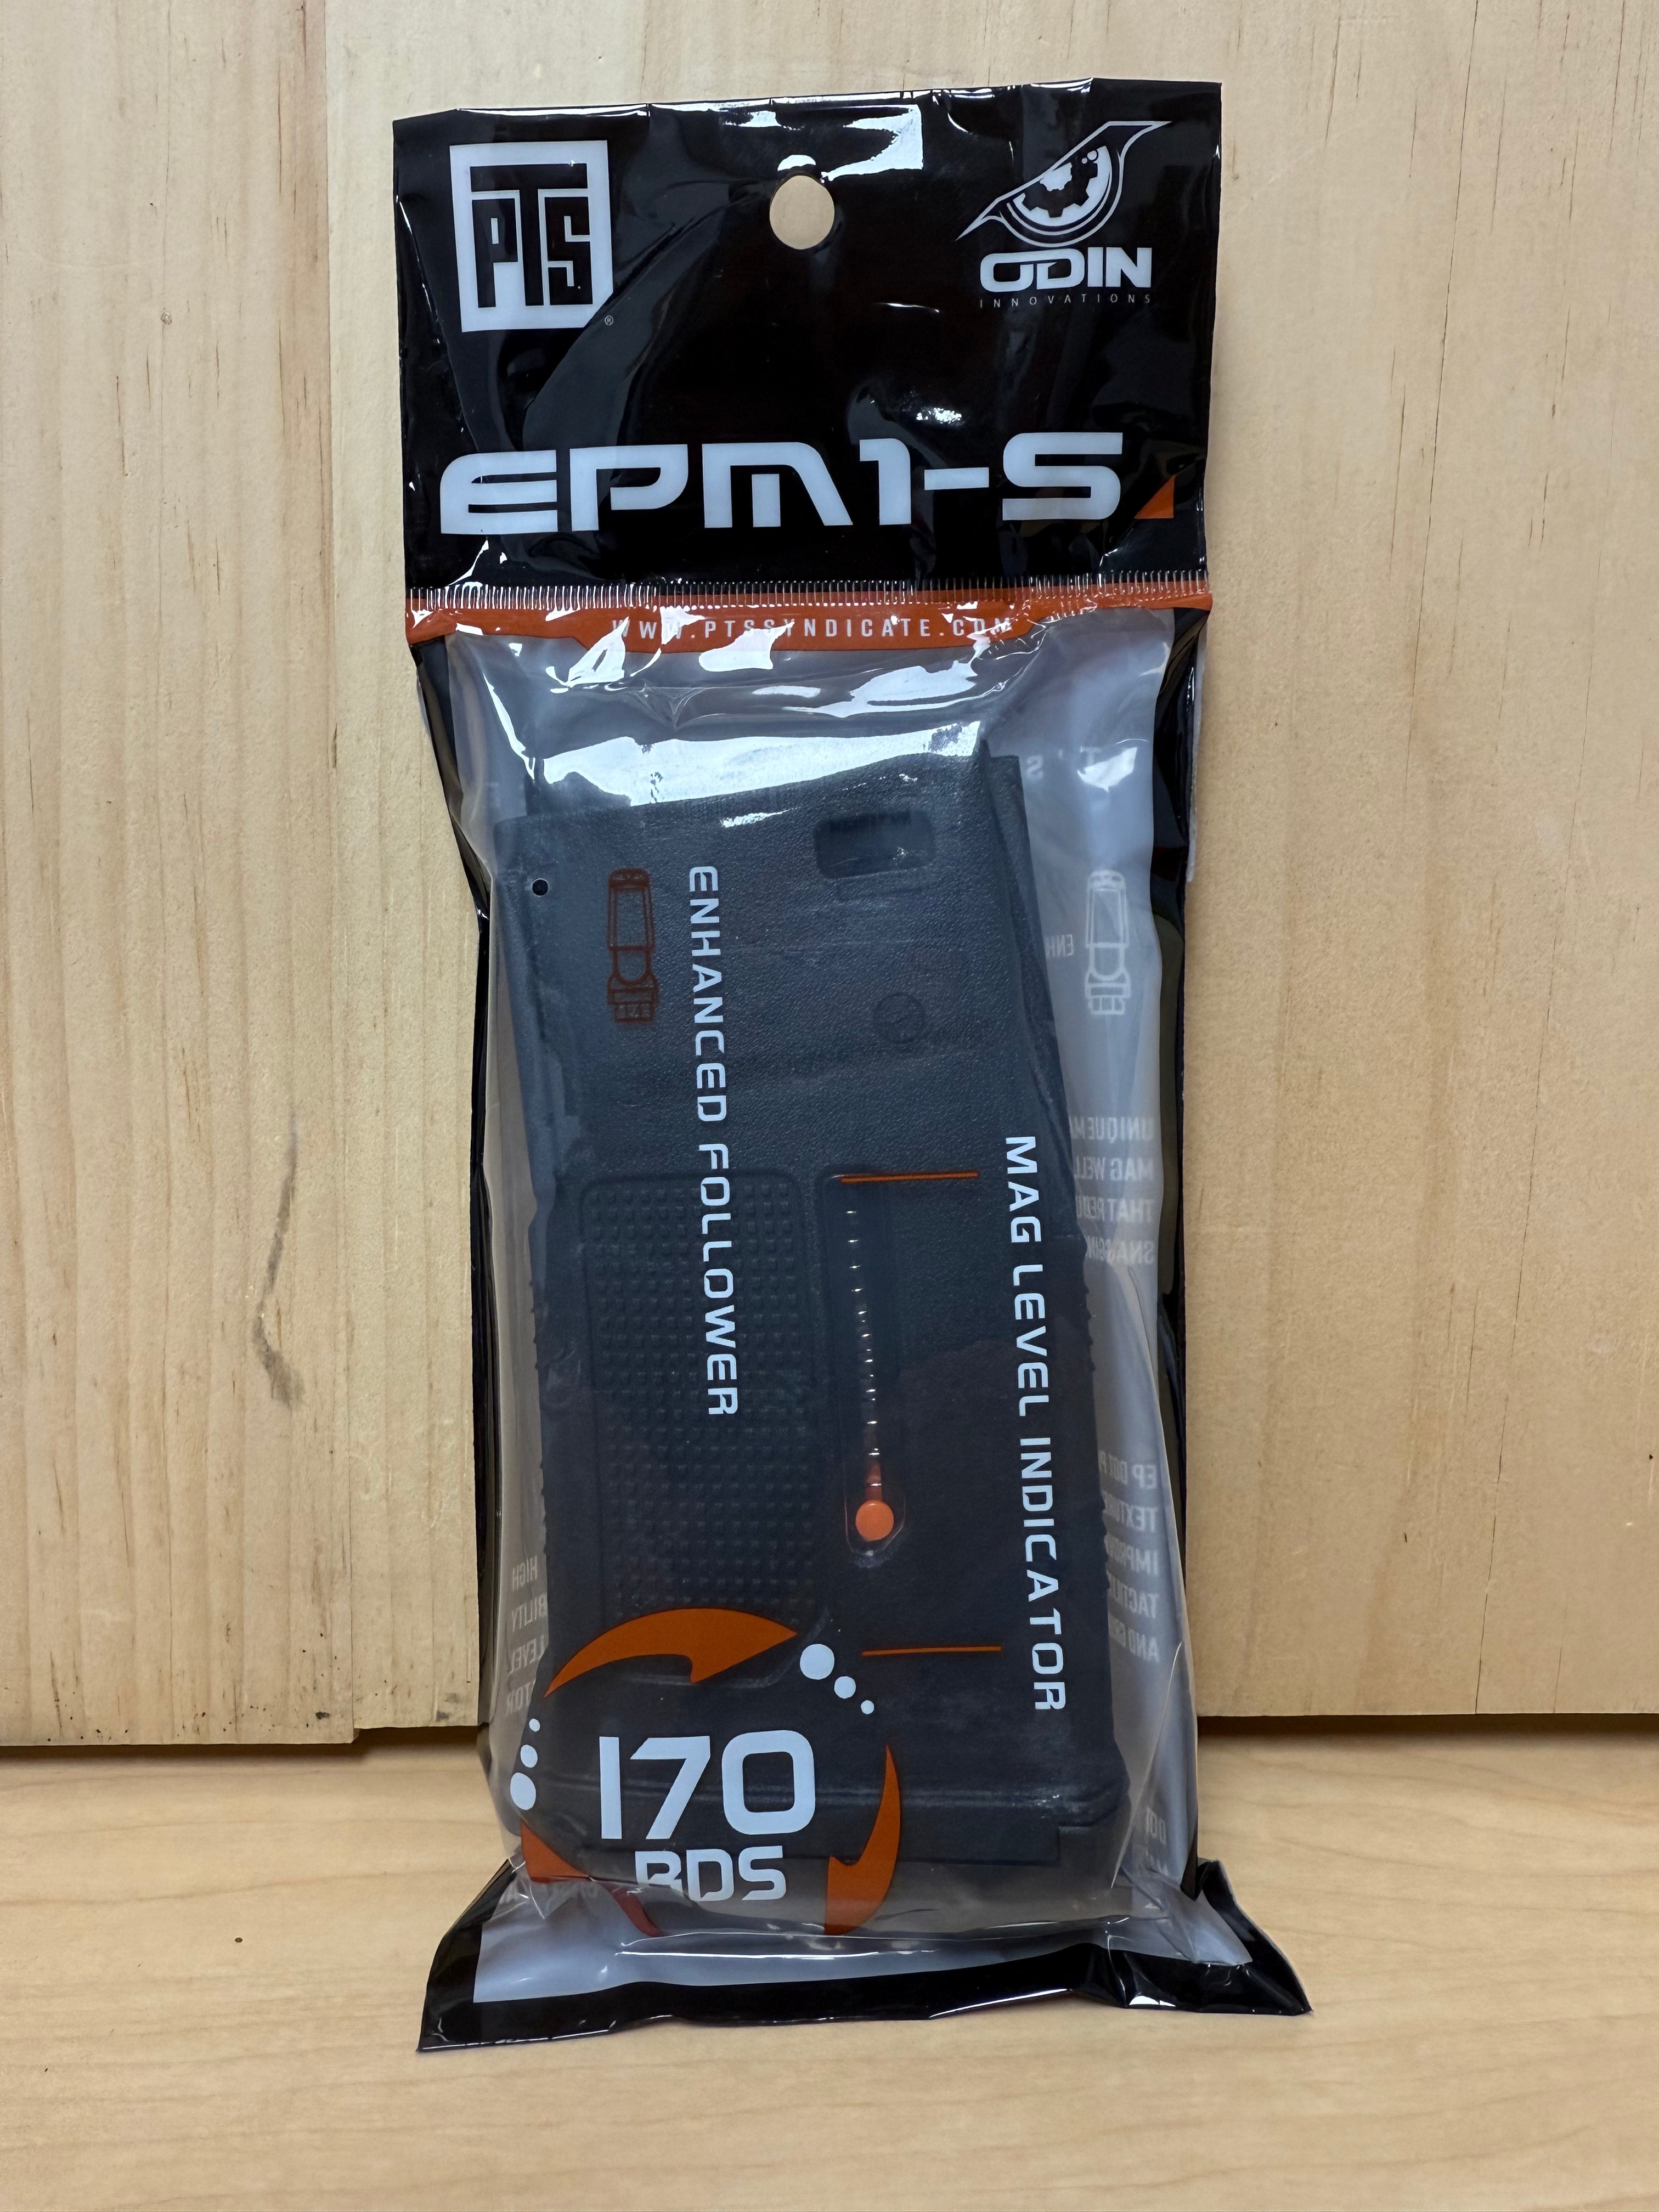 PTS
®
ODIN
INNOVATIONS
EPM1-S
WWW.PTSSYNDICATE.COM
ENHANCED FOLLOWER
MAG LEVEL INDICATOR
170
RDS